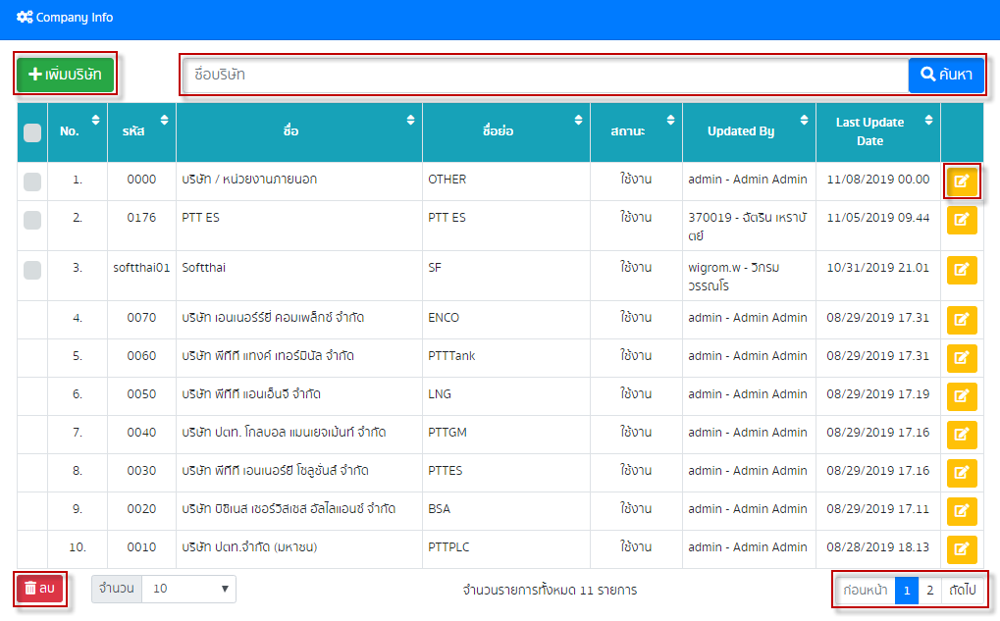 Company Info
เพิ่มบริษัท ชื่อบริษัท ค้นหา
No. รหัส ชื่อ ชื่อย่อ สถานะ Updated By Last Update
Date
1. 0000 บริษัท / หน่วยงานภายนอก OTHER ใช้งาน admin - Admin Admin 11/08/2019 00.00
2. 0176 PTT ES PTT ES ใช้งาน 370019 - ฉัตริน เหราบั 11/05/2019 09.44
ตย์
3. softthai01 Softthai SF ใช้งาน wigrom.w - วิกรม 10/31/2019 21.01
วรรณโร
4. 0070 บริษัท เอนเนอร์ร์ยี่ คอมเพล็กซ์ จำกัด ENCO ใช้งาน admin - Admin Admin 08/29/2019 17.31
5. 0060 บริษัท พีทีที แทงค์ เทอร์มินัล จำกัด PTTTank ใช้งาน admin - Admin Admin 08/29/2019 17.31
6. 0050 บริษัท พีทีที แอนเอ็นจี จำกัด LNG ใช้งาน admin - Admin Admin 08/29/2019 17.19
7. 0040 บริษัท ปตท. โกลบอล แมนเยจเม้นท์ จำกัด PTTGM ใช้งาน admin - Admin Admin 08/29/2019 17.16
8. 0030 บริษัท พีทีที เอนเนอร์ยี่ โซลูชั่นส์ จำกัด PTTES ใช้งาน admin - Admin Admin 08/29/2019 17.16
9. 0020 บริษัท บิซิเนส เซอร์วิสเซส อัลไลแอนซ์ จำกัด BSA ใช้งาน admin - Admin Admin 08/29/2019 17.11
10. 0010 บริษัท ปตท.จำกัด (มหาชน) PTTPLC ใช้งาน admin - Admin Admin 08/28/2019 18.13
ลบ จำนวน 10 จำนวนรายการทั้งหมด 11 รายการ ก่อนหน้า 1 2 ถัดไป